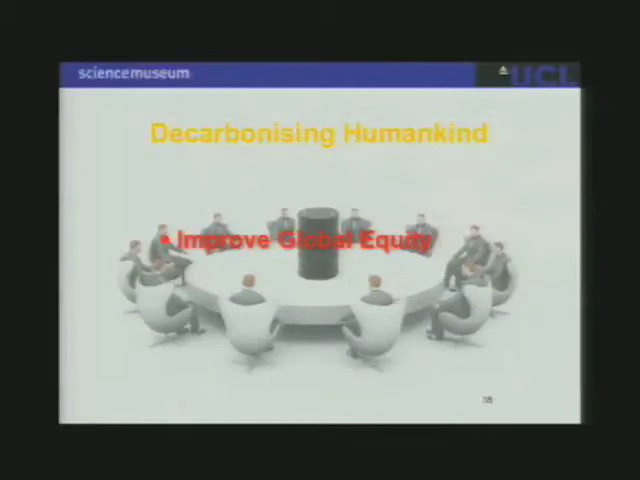 sciencemuseum
UCL
Decarbonising Humankind
• Improve Global Equity